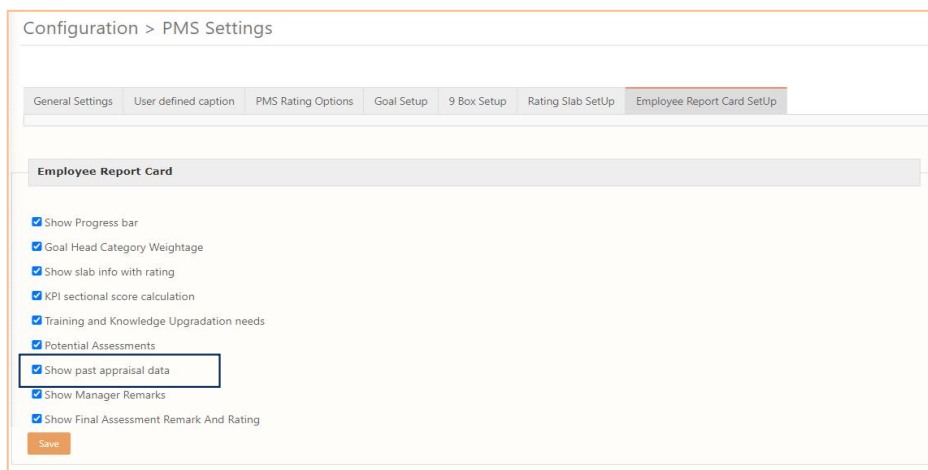 Configuration > PMS Settings
General Settings User defined caption PMS Rating Options Goal Setup 9 Box Setup Rating Slab SetUp Employee Report Card SetUp
Employee Report Card
Show Progress bar
Goal Head Category Weightage
Show slab info with rating
KPI sectional score calculation
Training and Knowledge Upgradation needs
Potential Assessments
Show past appraisal data
Show Manager Remarks
Show Final Assessment Remark And Rating
Save